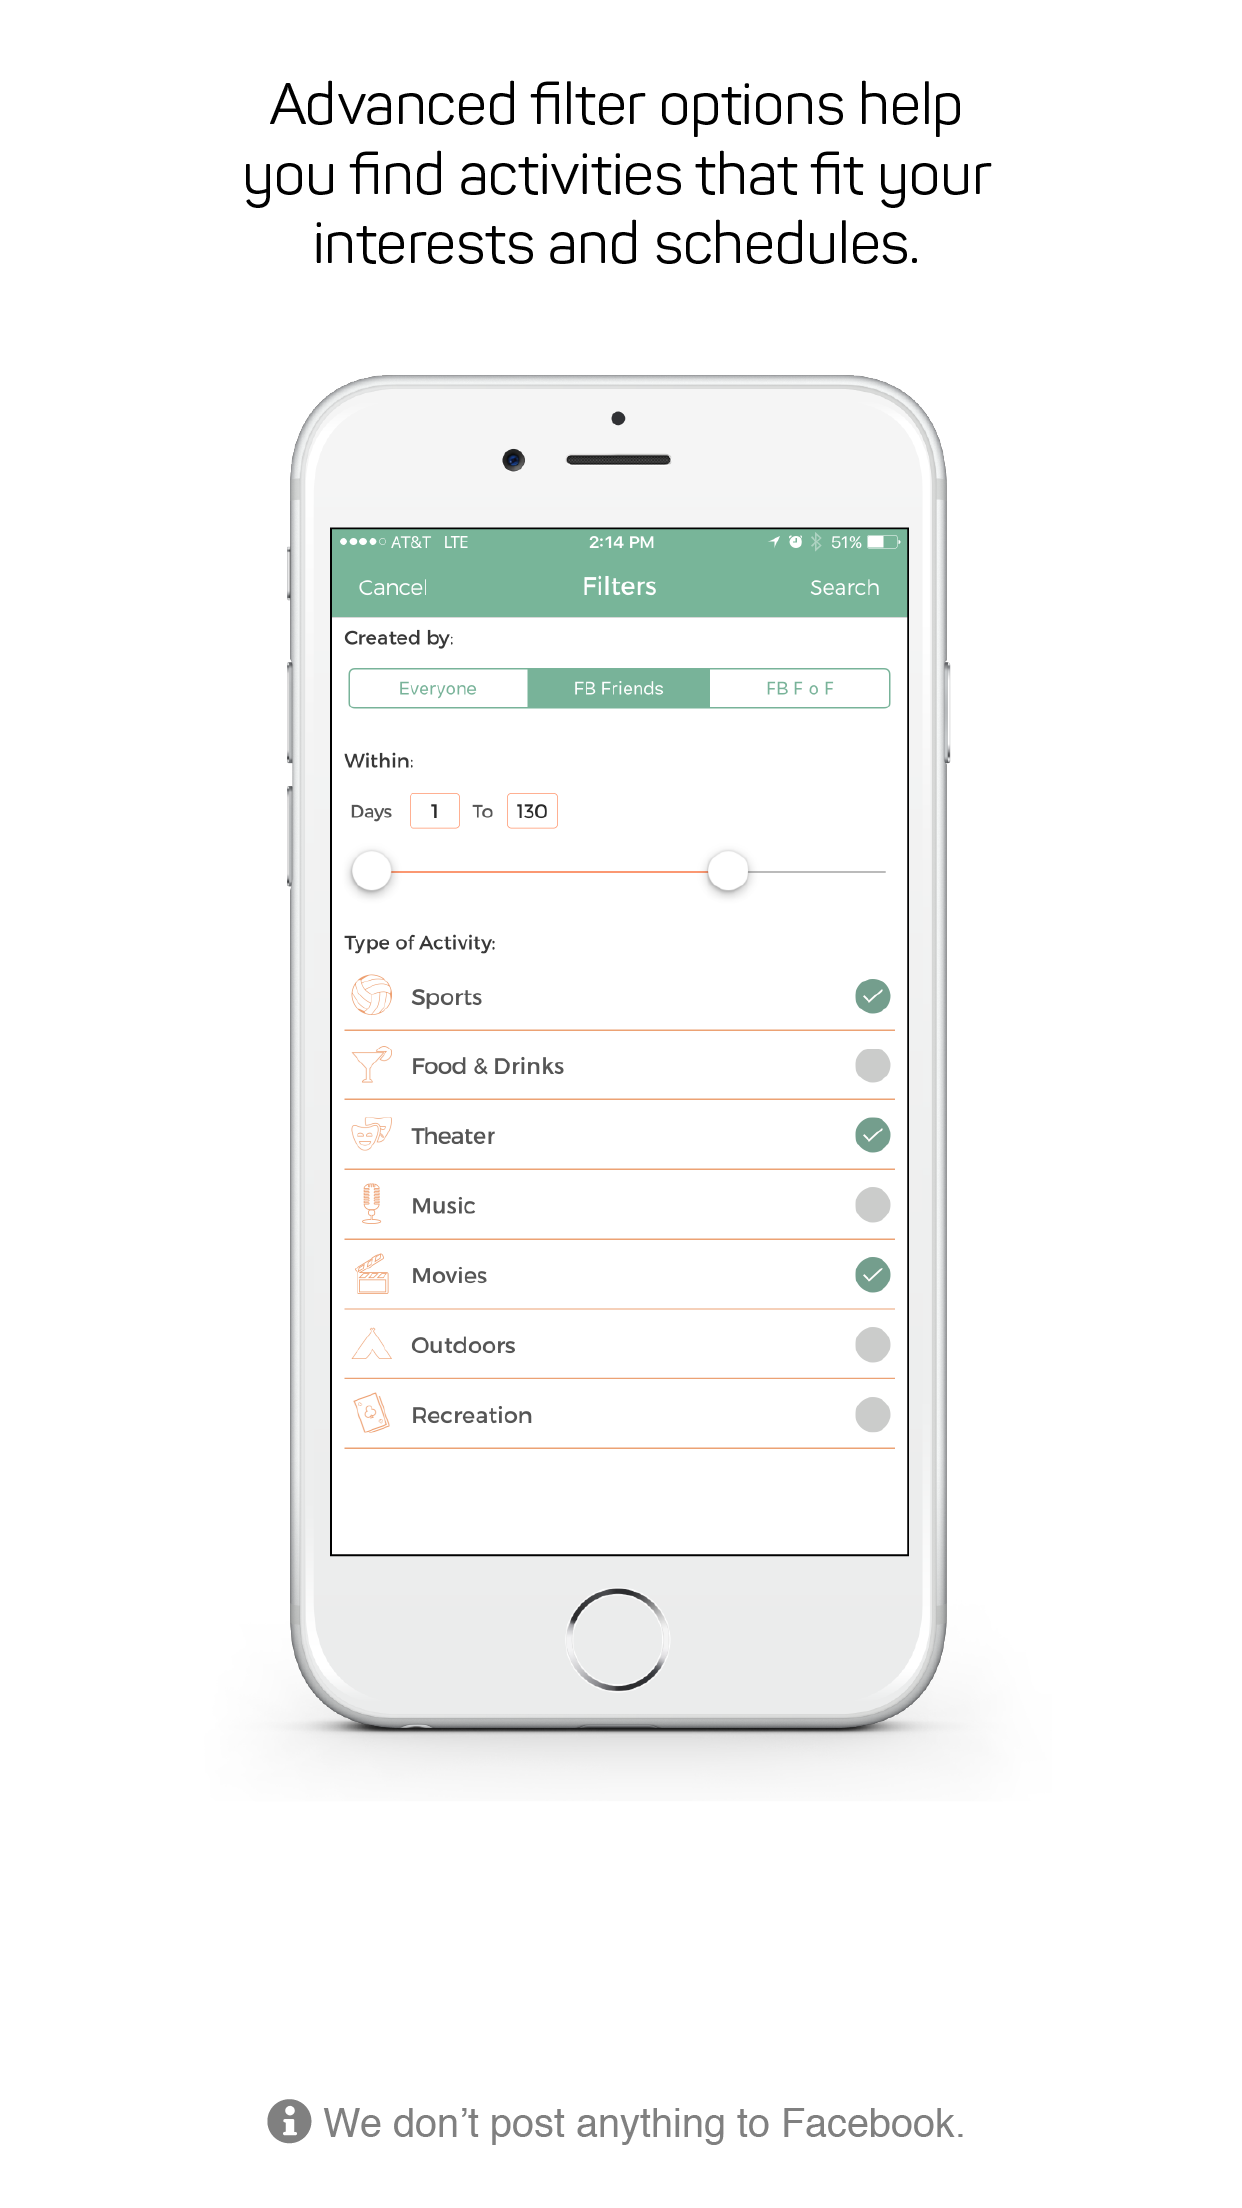 Advanced filter options help
you find activities that fit your
interests and schedules.
AT&T LTE 2:14 PM 51%
Cancel Filters Search
Created by:
Everyone FB Friends FB F o F
Within:
Days 1 To 130
Type of Activity:
Sports
Food & Drinks
Theater
Music
Movies
Outdoors
Recreation
We don't post anything to Facebook.